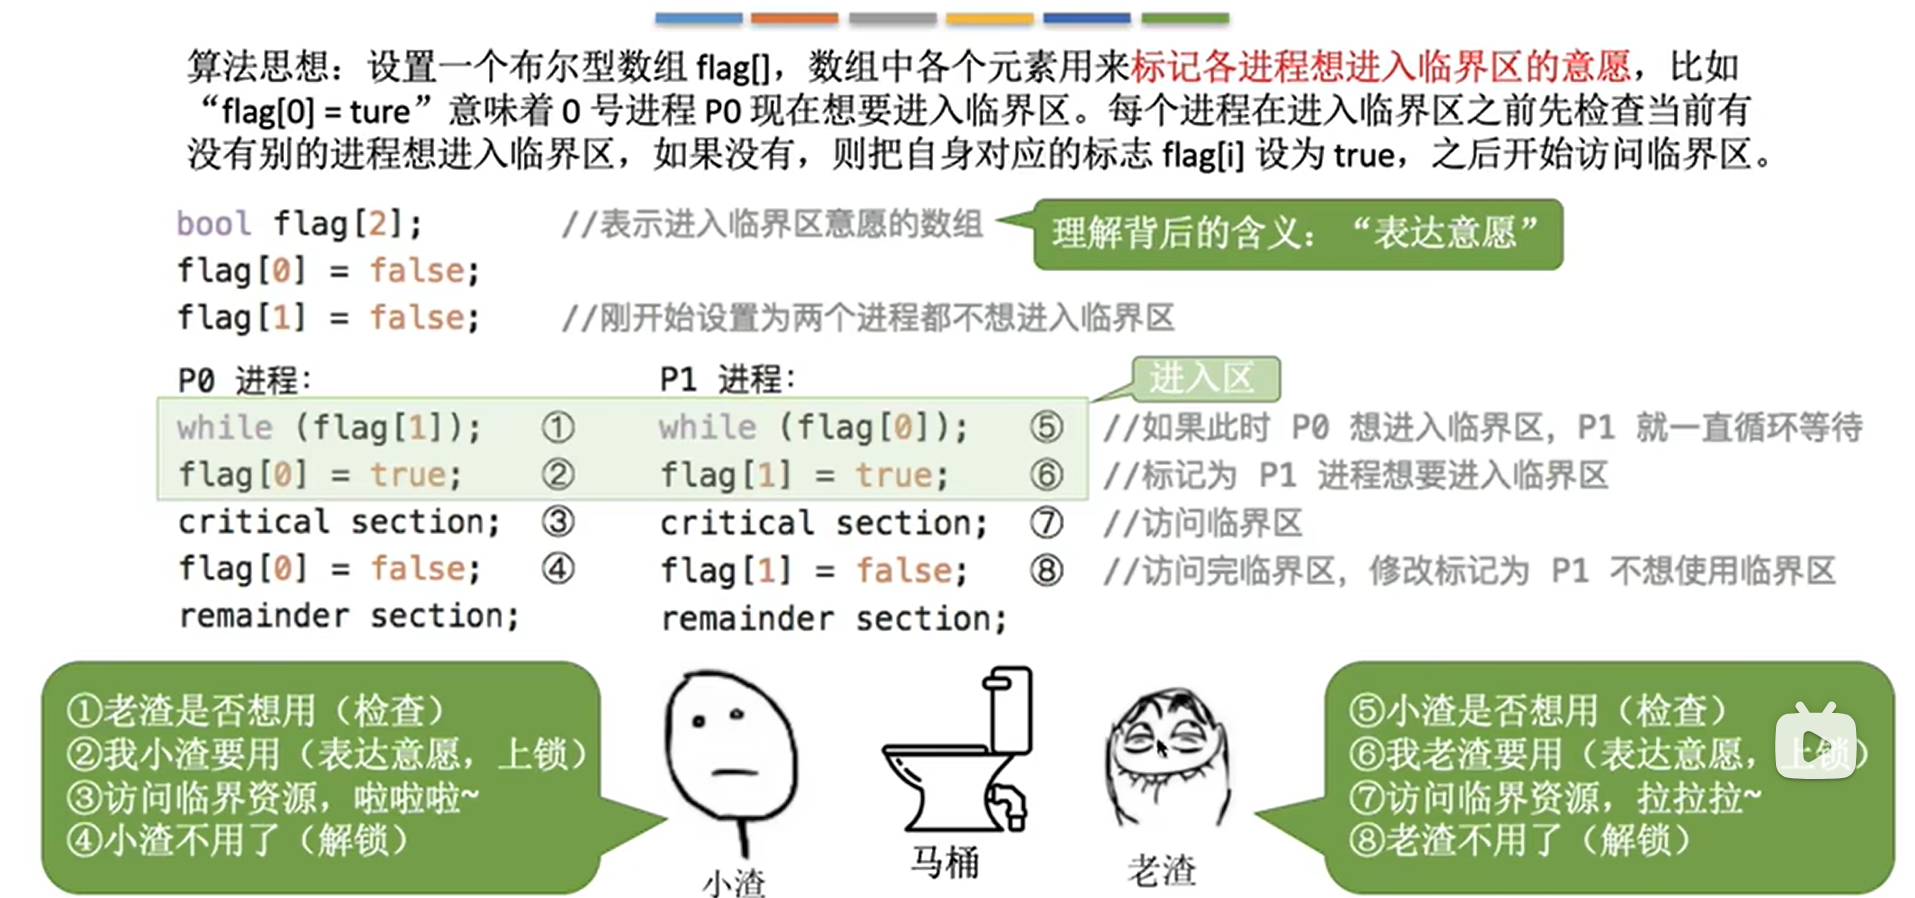 算法思想：设置一个布尔型数组 flag[]，数组中各个元素用来标记各进程想进入临界区的意愿，比如
“flag[0] = ture”意味着 0 号进程 P0 现在想要进入临界区。每个进程在进入临界区之前先检查当前有
没有别的进程想进入临界区，如果没有，则把自身对应的标志 flag[i] 设为 true，之后开始访问临界区。
bool flag[2]; //表示进入临界区意愿的数组
理解背后的含义：“表达意愿”
flag[0] = false;
flag[1] = false; //刚开始设置为两个进程都不想进入临界区
P0 进程： P1 进程：
进入区
while (flag[1]); ① while (flag[0]); ⑤ //如果此时 P0 想进入临界区，P1 就一直循环等待
flag[0] = true; ② flag[1] = true; ⑥ //标记为 P1 进程想要进入临界区
critical section; ③ critical section; ⑦ //访问临界区
flag[0] = false; ④ flag[1] = false; ⑧ //访问完临界区，修改标记为 P1 不想使用临界区
remainder section; remainder section;
①老渣是否想用（检查）
②我小渣要用（表达意愿，上锁）
③访问临界资源，啦啦啦~
④小渣不用了（解锁）
小渣
马桶
老渣
⑤小渣是否想用（检查）
⑥我老渣要用（表达意愿，上锁）
⑦访问临界资源，拉拉拉~
⑧老渣不用了（解锁）